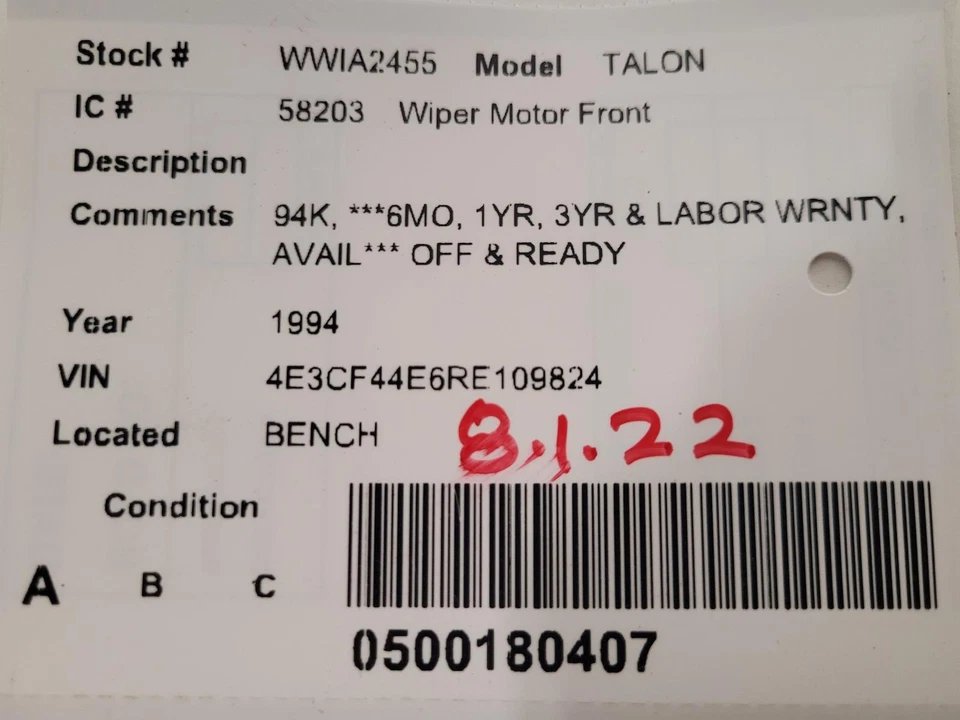 Stock # WWIA2455 Model TALON
IC # 58203 Wiper Motor Front
Description
Comments 94K, ***6MO, 1YR, 3YR & LABOR WRNTY,
AVAIL*** OFF & READY
Year 1994
VIN 4E3CF44E6RE109824
Located BENCH 8.1.22
Condition
A B C
0500180407